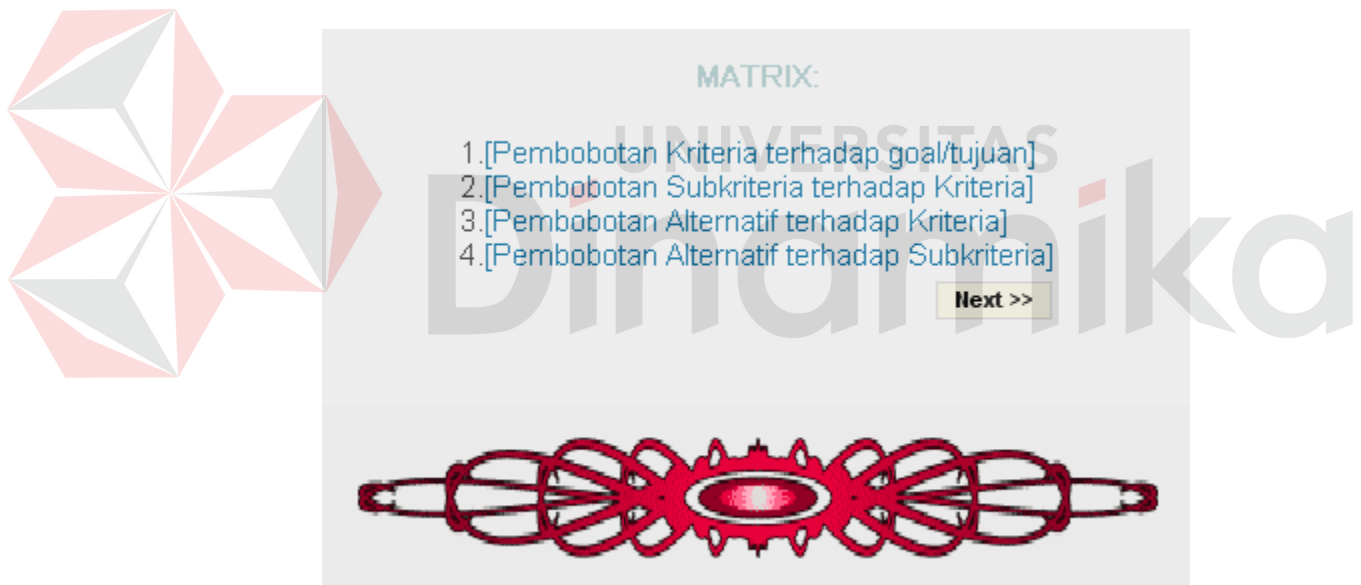 MATRIX:
UNIVERSITAS
Dinamika
1.[Pembobotan Kriteria terhadap goal/tujuan]
2.[Pembobotan Subkriteria terhadap Kriteria]
3.[Pembobotan Alternatif terhadap Kriteria]
4.[Pembobotan Alternatif terhadap Subkriteria]
Next >>